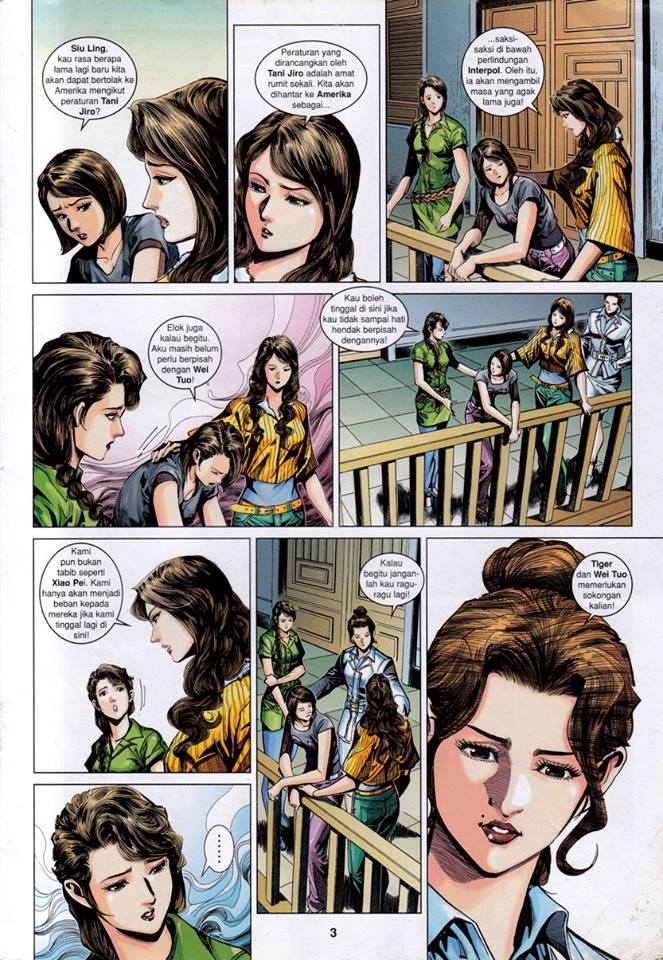 Siu Ling,
kau rasa berapa
lama lagi baru kita
akan dapat bertolak ke
Amerika mengikut
peraturan Tani
Jiro?
Peraturan yang
dirancangkan oleh
Tani Jiro adalah amat
rumit sekali. Kita akan
dihantar ke Amerika
sebagai...
...saksi-
saksi di bawah
perlindungan
Interpol. Oleh itu,
ia akan mengambil
masa yang agak
lama juga!
Elok juga
kalau begitu.
Aku masih belum
perlu berpisah
dengan Wei
Tuo!
Kau boleh
tinggal di sini jika
kau tidak sampai hati
hendak berpisah
dengannya!
Kami
pun bukan
tabib seperti
Xiao Pei. Kami
hanya akan menjadi
beban kepada
mereka jika kami
tinggal lagi di
sini!
Kalau
begitu jangan-
lah kau ragu-
ragu lagi!
Tiger
dan Wei Tuo
memerlukan
sokongan
kalian!
......
3